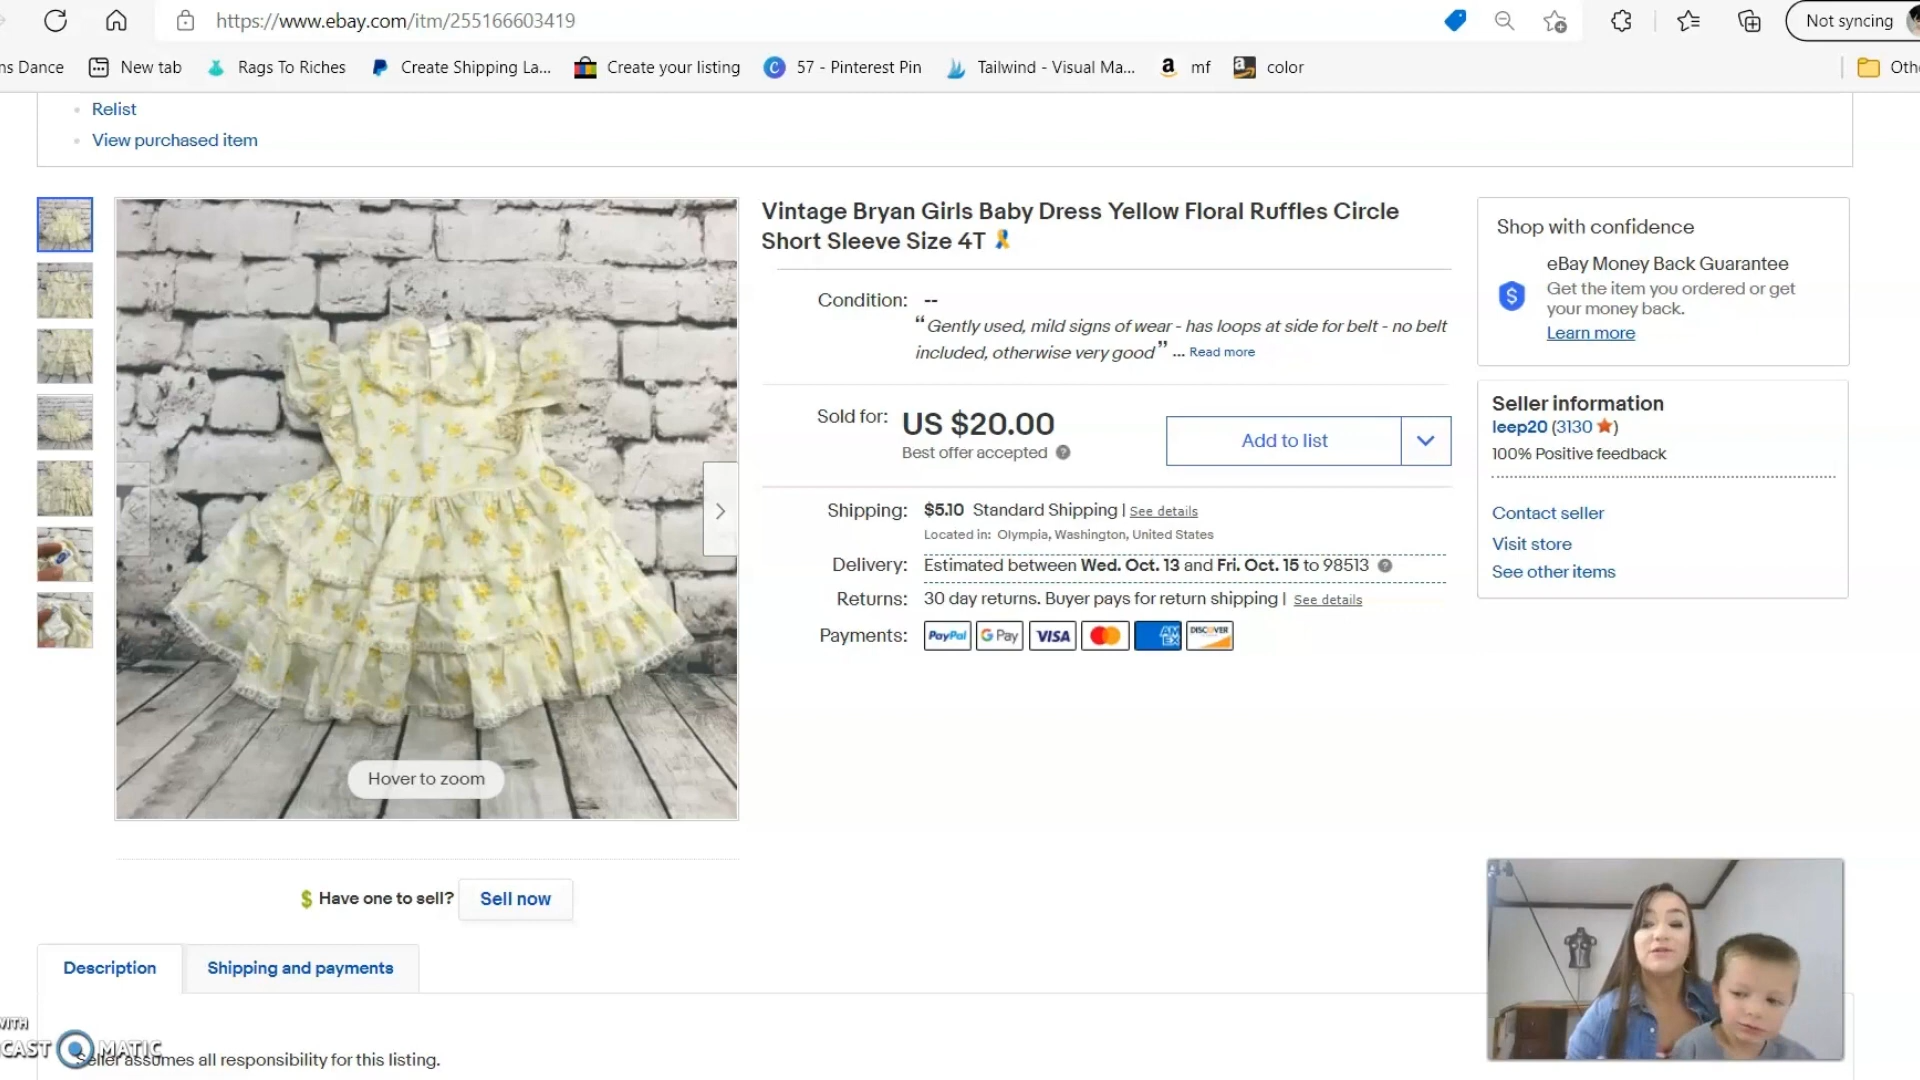 https://www.ebay.com/itm/255166603419
Not syncing
ns Dance
New tab
Rags To Riches
Create Shipping La...
Create your listing
57 - Pinterest Pin
Tailwind - Visual Ma...
mf
color
Oth
Relist
View purchased item
Vintage Bryan Girls Baby Dress Yellow Floral Ruffles Circle
Short Sleeve Size 4T
Condition: --
“Gently used, mild signs of wear - has loops at side for belt - no belt
included, otherwise very good” ... Read more
Sold for: US $20.00
Best offer accepted
Add to list
Shipping: $5.10 Standard Shipping | See details
Located in: Olympia, Washington, United States
Delivery: Estimated between Wed. Oct. 13 and Fri. Oct. 15 to 98513
Returns: 30 day returns. Buyer pays for return shipping | See details
Payments: PayPal G Pay VISA AM EX DISCOVER
Shop with confidence
eBay Money Back Guarantee
Get the item you ordered or get
your money back.
Learn more
Seller information
leep20 (3130)
100% Positive feedback
Contact seller
Visit store
See other items
Hover to zoom
Have one to sell? Sell now
Description
Shipping and payments
WITH
CAST MATIC
Seller assumes all responsibility for this listing.